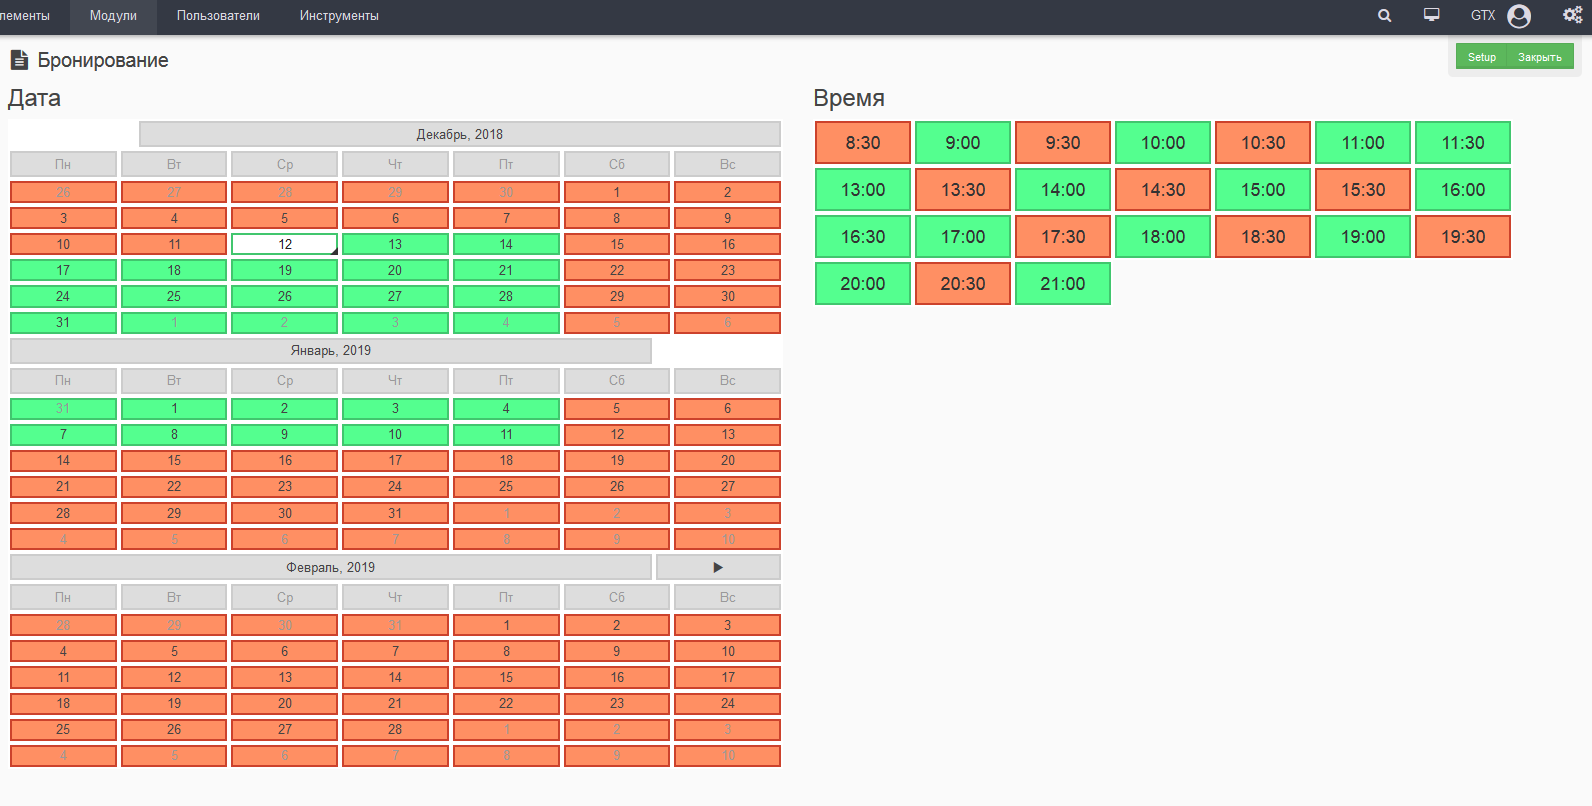 лементы Модули Пользователи Инструменты GTX
Бронирование
Setup Закрыть
Дата
Декабрь, 2018
Пн Вт Ср Чт Пт Сб Вс
26 27 28 29 30 1 2
3 4 5 6 7 8 9
10 11 12 13 14 15 16
17 18 19 20 21 22 23
24 25 26 27 28 29 30
31 1 2 3 4 5 6
Январь, 2019
Пн Вт Ср Чт Пт Сб Вс
31 1 2 3 4 5 6
7 8 9 10 11 12 13
14 15 16 17 18 19 20
21 22 23 24 25 26 27
28 29 30 31 1 2 3
4 5 6 7 8 9 10
Февраль, 2019
Пн Вт Ср Чт Пт Сб Вс
28 29 30 31 1 2 3
4 5 6 7 8 9 10
11 12 13 14 15 16 17
18 19 20 21 22 23 24
25 26 27 28 1 2 3
4 5 6 7 8 9 10
Время
8:30 9:00 9:30 10:00 10:30 11:00 11:30
13:00 13:30 14:00 14:30 15:00 15:30 16:00
16:30 17:00 17:30 18:00 18:30 19:00 19:30
20:00 20:30 21:00